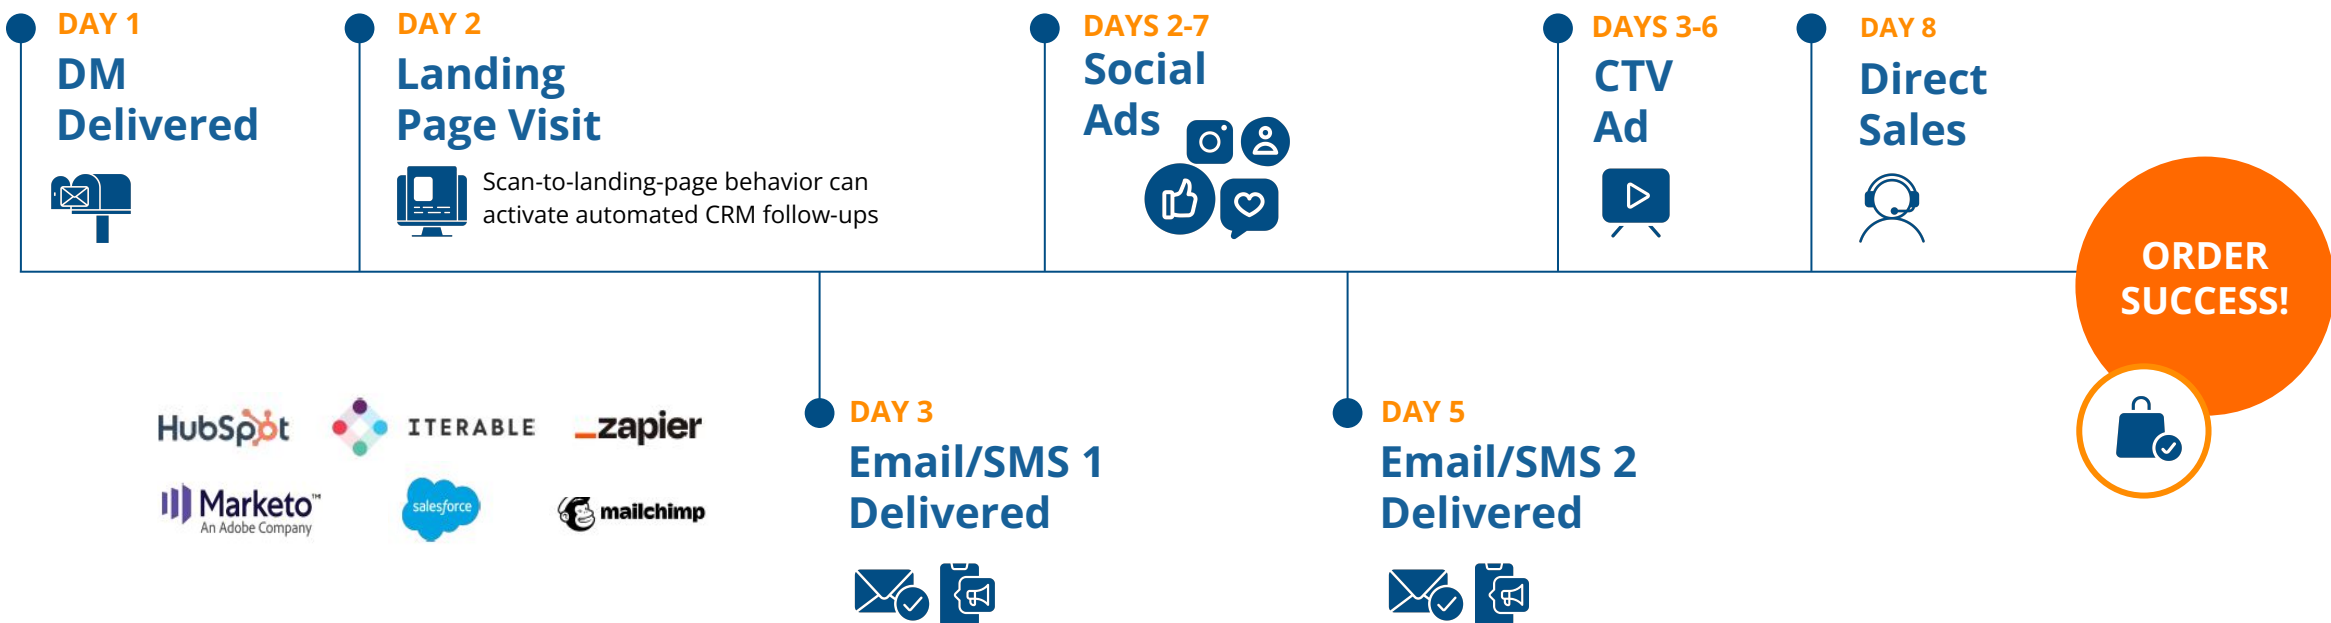 DAY 1
DM
Delivered
DAY 2
Landing
Page Visit
Scan-to-landing-page behavior can
activate automated CRM follow-ups
DAYS 2-7
Social
Ads
DAYS 3-6
CTV
Ad
DAY 8
Direct
Sales
ORDER
SUCCESS!
HubSpot
ITERABLE
zapier
Marketo™
An Adobe Company
salesforce
mailchimp
DAY 3
Email/SMS 1
Delivered
DAY 5
Email/SMS 2
Delivered